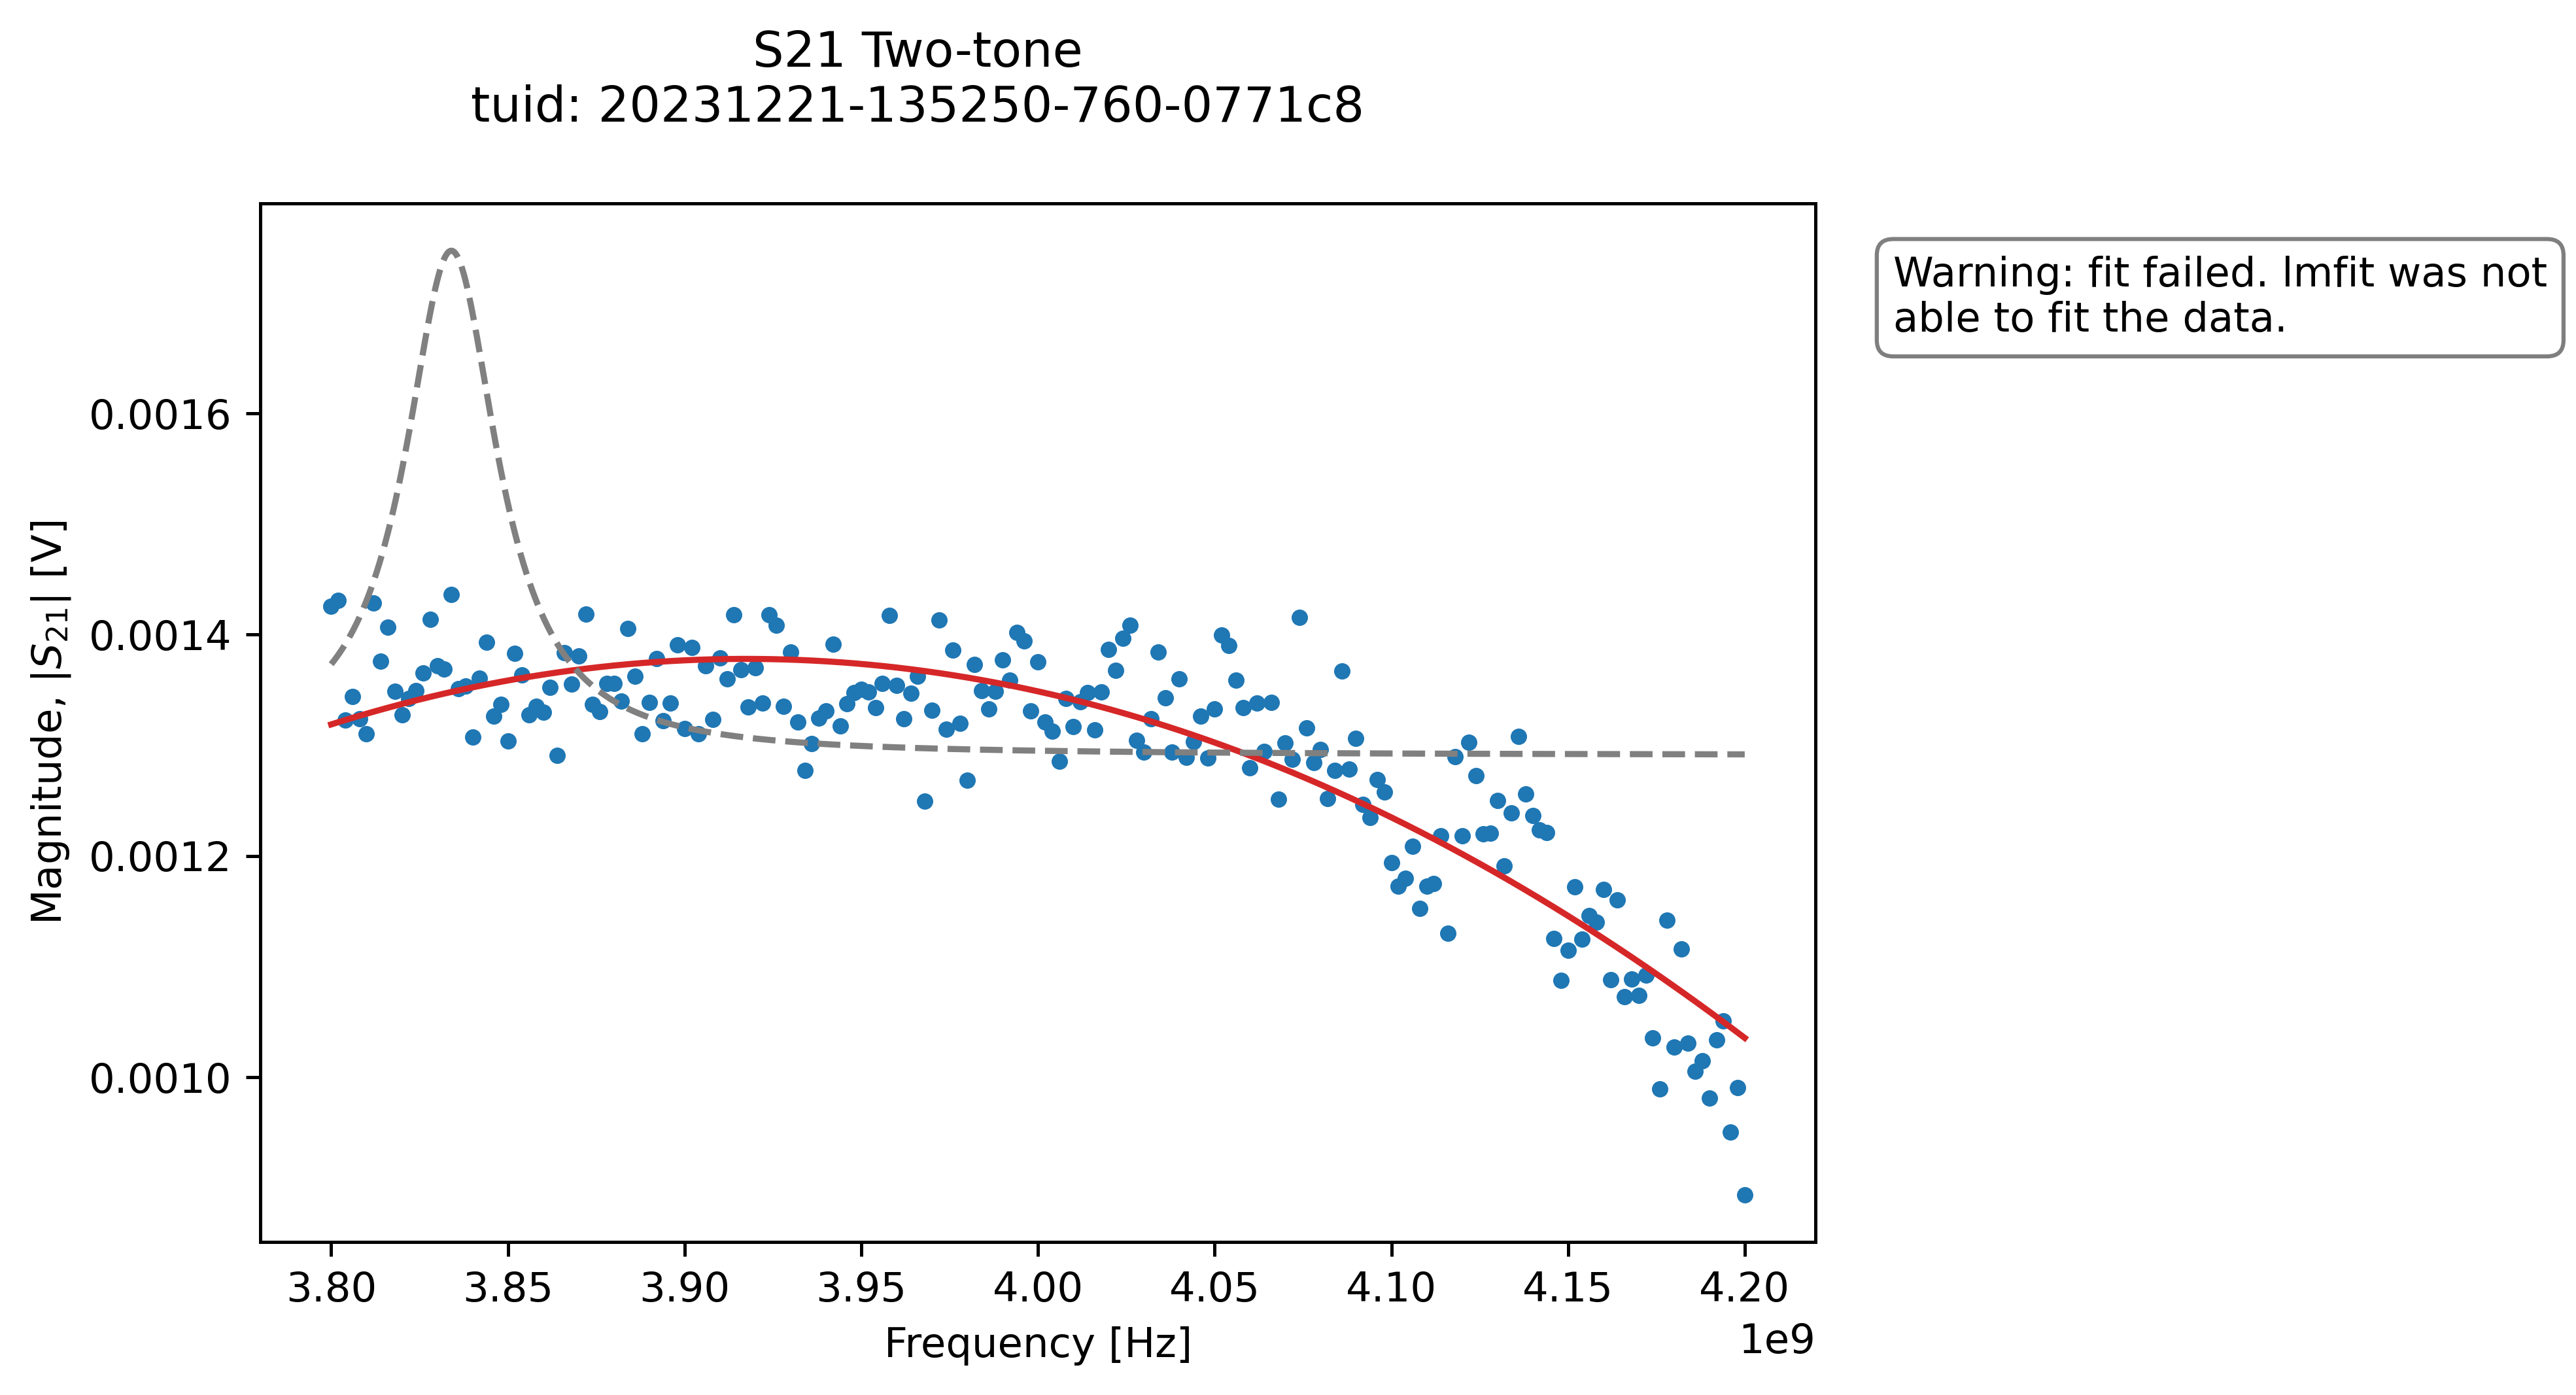 S21 Two-tone
tuid: 20231221-135250-760-0771c8
Warning: fit failed. lmfit was not
able to fit the data.
Magnitude, |S21| [V]
0.0016
0.0014
0.0012
0.0010
3.80 3.85 3.90 3.95 4.00 4.05 4.10 4.15 4.20
Frequency [Hz]
1e9